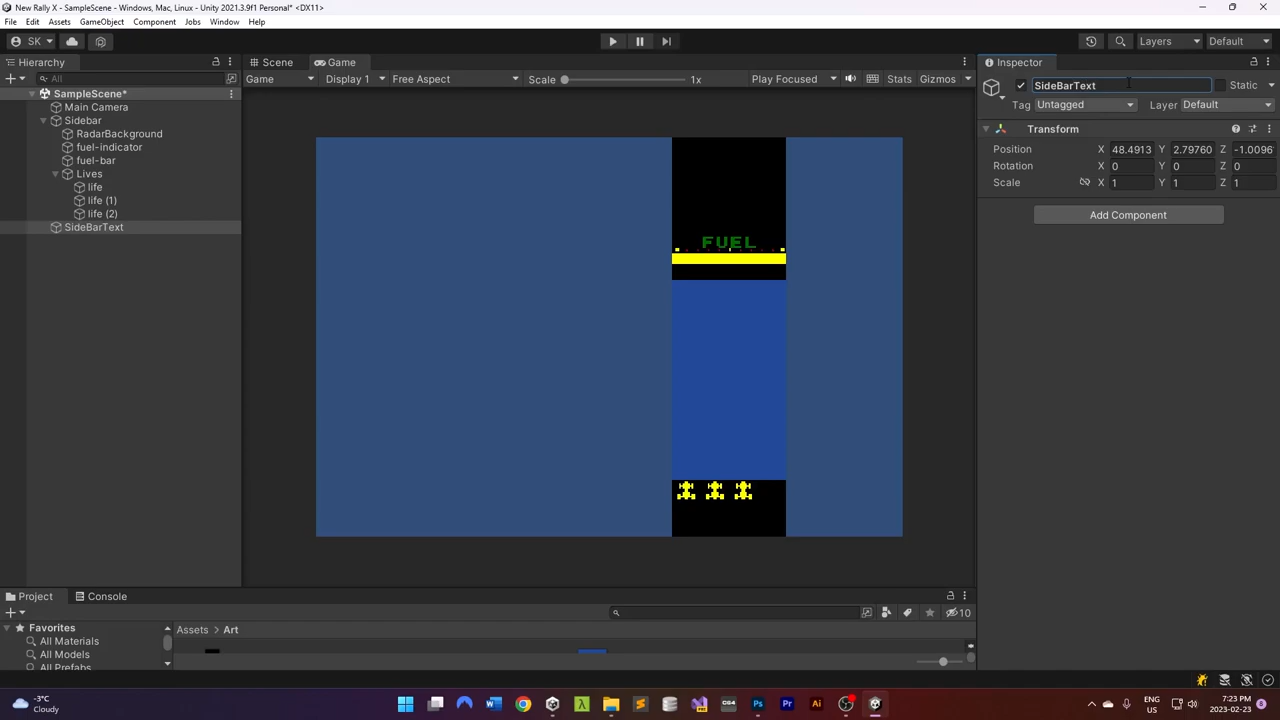 New Rally X - SampleScene - Windows, Mac, Linux - Unity 2021.3.9f1 Personal* <DX11>
File Edit Assets GameObject Component Jobs Window Help
SK Layers Default
Hierarchy Scene Game Inspector
All Game Display 1 Free Aspect Scale 1x Play Focused Stats Gizmos
SideBarText Static
SampleScene*
Main Camera Tag Untagged Layer Default
Sidebar
RadarBackground Transform
fuel-indicator Position X 48.4913 Y 2.79760 Z -1.0096
fuel-bar Rotation X 0 Y 0 Z 0
Lives Scale X 1 Y 1 Z 1
life
life (1)
life (2) Add Component
SideBarText
FUEL
Project Console
10
Favorites Assets > Art
All Materials
All Models
All Prefabs
-3°C
Cloudy
ENG
US
7:23 PM
2023-02-23